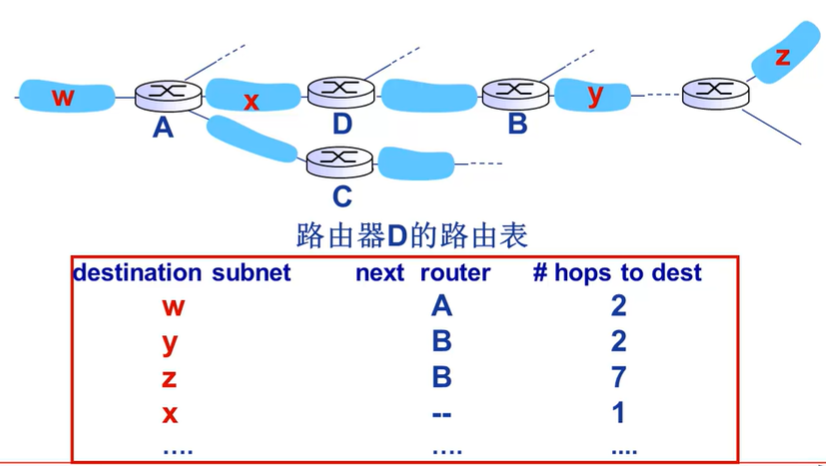 z
w x y
A D B
C
路由器D的路由表
destination subnet next router # hops to dest
w A 2
y B 2
z B 7
x -- 1
.... .... ....